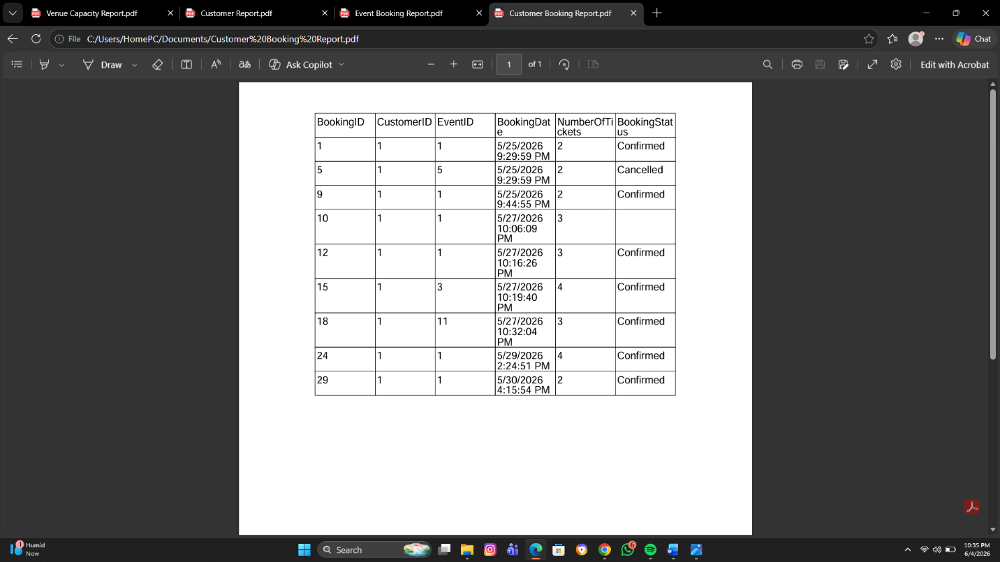 Venue Capacity Report.pdf
Customer Report.pdf
Event Booking Report.pdf
Customer Booking Report.pdf
File C:/Users/HomePC/Documents/Customer%20Booking%20Report.pdf
Chat
Draw
aあ
Ask Copilot
1 of 1
Edit with Acrobat
BookingID CustomerID EventID BookingDat NumberOfTi BookingStat
e ckets us
1 1 1 5/25/2026 2 Confirmed
9:29:59 PM
5 1 5 5/25/2026 2 Cancelled
9:29:59 PM
9 1 1 5/25/2026 2 Confirmed
9:44:55 PM
10 1 1 5/27/2026 3
10:06:09
PM
12 1 1 5/27/2026 3 Confirmed
10:16:26
PM
15 1 3 5/27/2026 4 Confirmed
10:19:40
PM
18 1 11 5/27/2026 3 Confirmed
10:32:04
PM
24 1 1 5/29/2026 4 Confirmed
2:24:51 PM
29 1 1 5/30/2026 2 Confirmed
4:15:54 PM
1
Humid
Now
Search
6
10:35 PM
6/4/2026